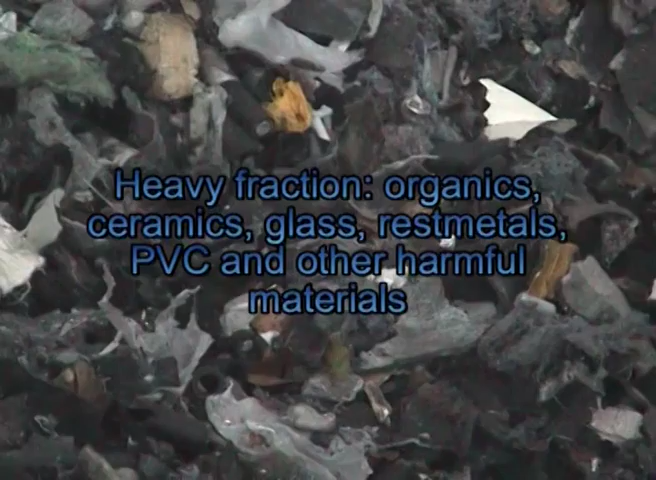 Heavy fraction: organics,
ceramics, glass, restmetals,
PVC and other harmful
materials